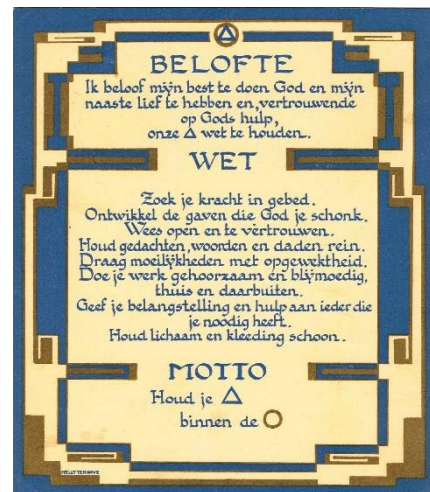 BELOFTE
Ik beloof mijn best te doen God en mijn
naaste lief te hebben en, vertrouwende
op Gods hulp,
onze △ wet te houden.
WET
Zoek je kracht in gebed.
Ontwikkel de gaven die God je schonk.
Wees open en te vertrouwen.
Houd gedachten, woorden en daden rein.
Draag moeilijkheden met opgewektheid.
Doe je werk gehoorzaam en blijmoedig,
thuis en daarbuiten.
Geef je belangstelling en hulp aan ieder die
je noodig heeft.
Houd lichaam en kleeding schoon.
MOTTO
Houd je △
binnen de ○